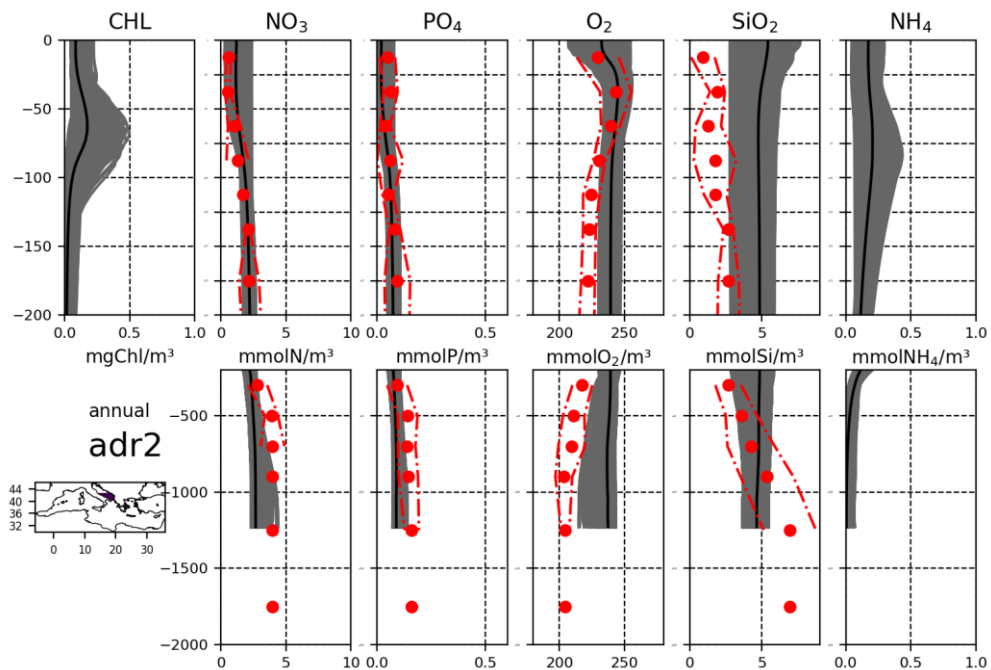 CHL NO₃ PO₄ O₂ SiO₂ NH₄
0
−50
−100
−150
−200
0.0 0.5 1.0 0 5 10 0.0 0.5 200 250 0 5 0.0 0.5 1.0
mgChl/m³ mmolN/m³ mmolP/m³ mmolO₂/m³ mmolSi/m³ mmolNH₄/m³
annual
adr2
−500
−1000
−1500
−2000
44
40
36
32
0 10 20 30
0 5 10 0.0 0.5 200 250 0 5 0.0 0.5 1.0